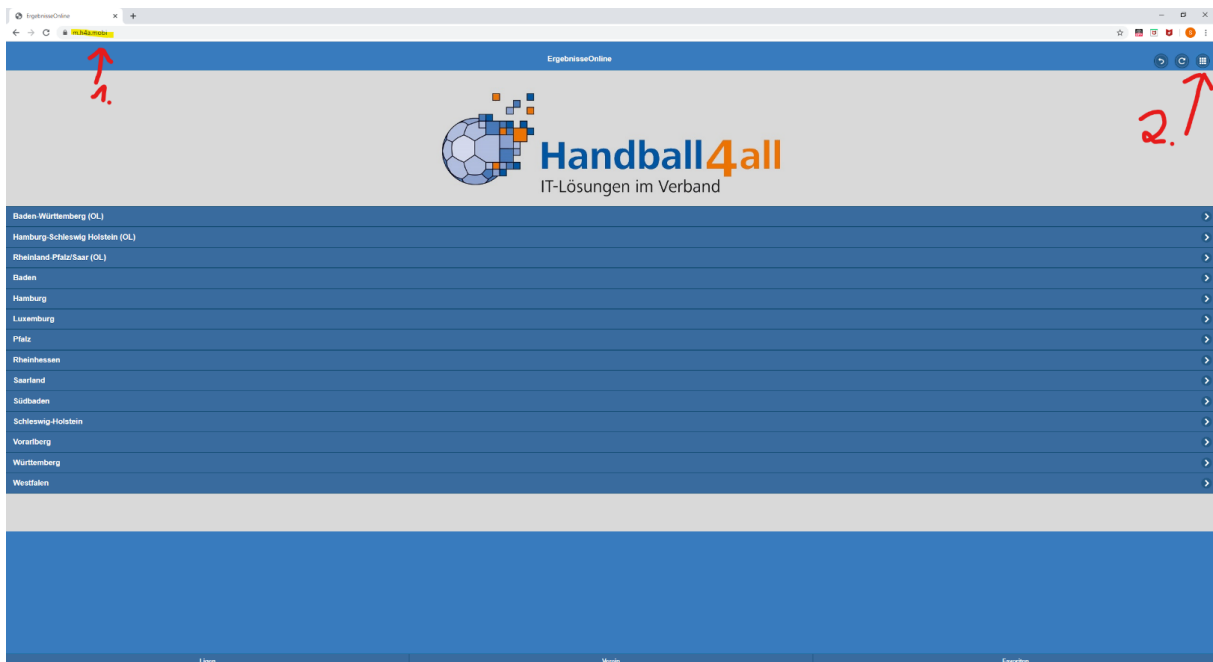 ErgebnisseOnline
m.h4a.mobi
ErgebnisseOnline
1.
2.
Handball4all
IT-Lösungen im Verband
Baden-Württemberg (OL)
Hamburg-Schleswig Holstein (OL)
Rheinland-Pfalz/Saar (OL)
Baden
Hamburg
Luxemburg
Pfalz
Rheinhessen
Saarland
Südbaden
Schleswig-Holstein
Vorarlberg
Württemberg
Westfalen
Verein
Favoriten